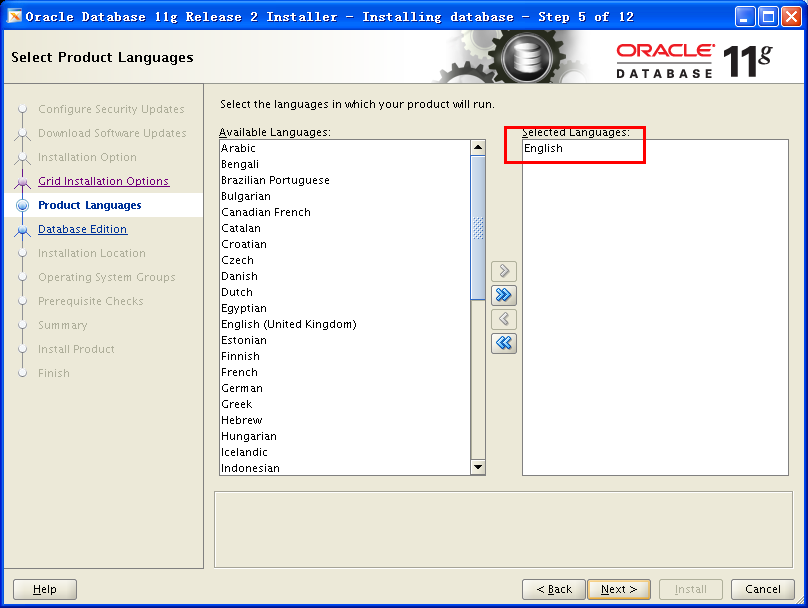 Oracle Database 11g Release 2 Installer - Installing database - Step 5 of 12
Select Product Languages
ORACLE
DATABASE
11g
Configure Security Updates
Download Software Updates
Installation Option
Grid Installation Options
Product Languages
Database Edition
Installation Location
Operating System Groups
Prerequisite Checks
Summary
Install Product
Finish
Select the languages in which your product will run.
Available Languages:
Arabic
Bengali
Brazilian Portuguese
Bulgarian
Canadian French
Catalan
Croatian
Czech
Danish
Dutch
Egyptian
English (United Kingdom)
Estonian
Finnish
French
German
Greek
Hebrew
Hungarian
Icelandic
Indonesian
Selected Languages:
English
Help
< Back
Next >
Install
Cancel